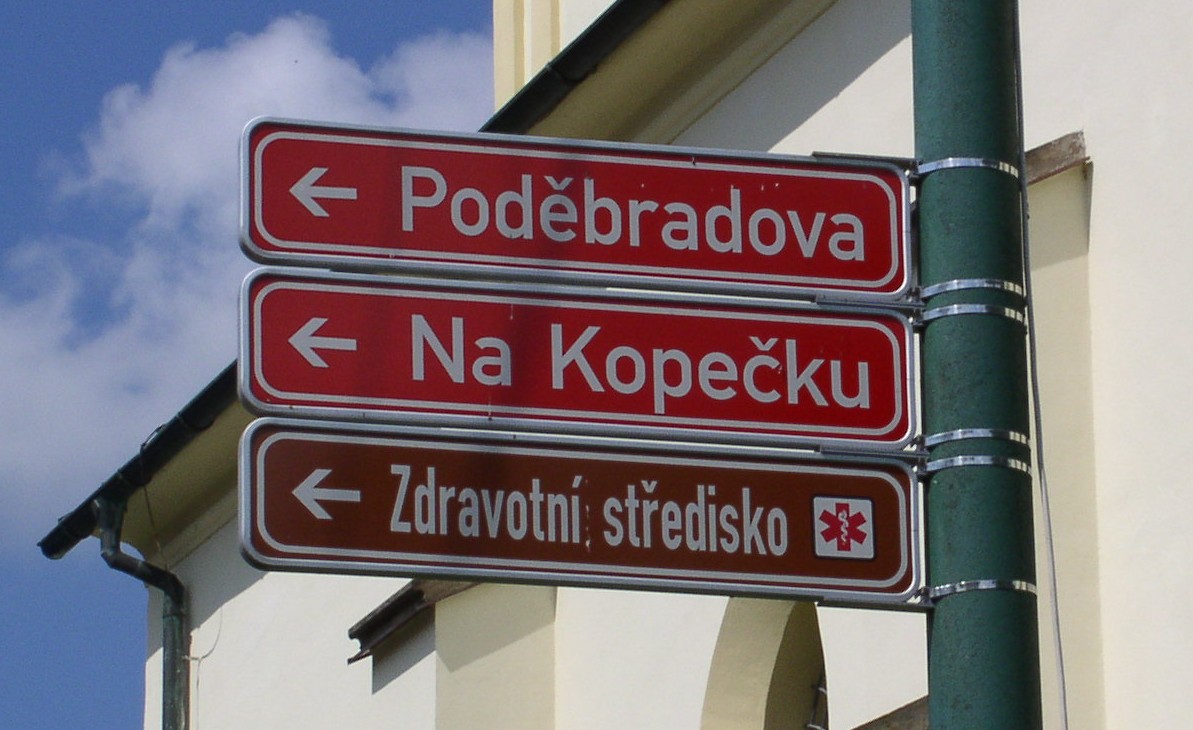 Poděbradova
Na Kopečku
Zdravotní středisko